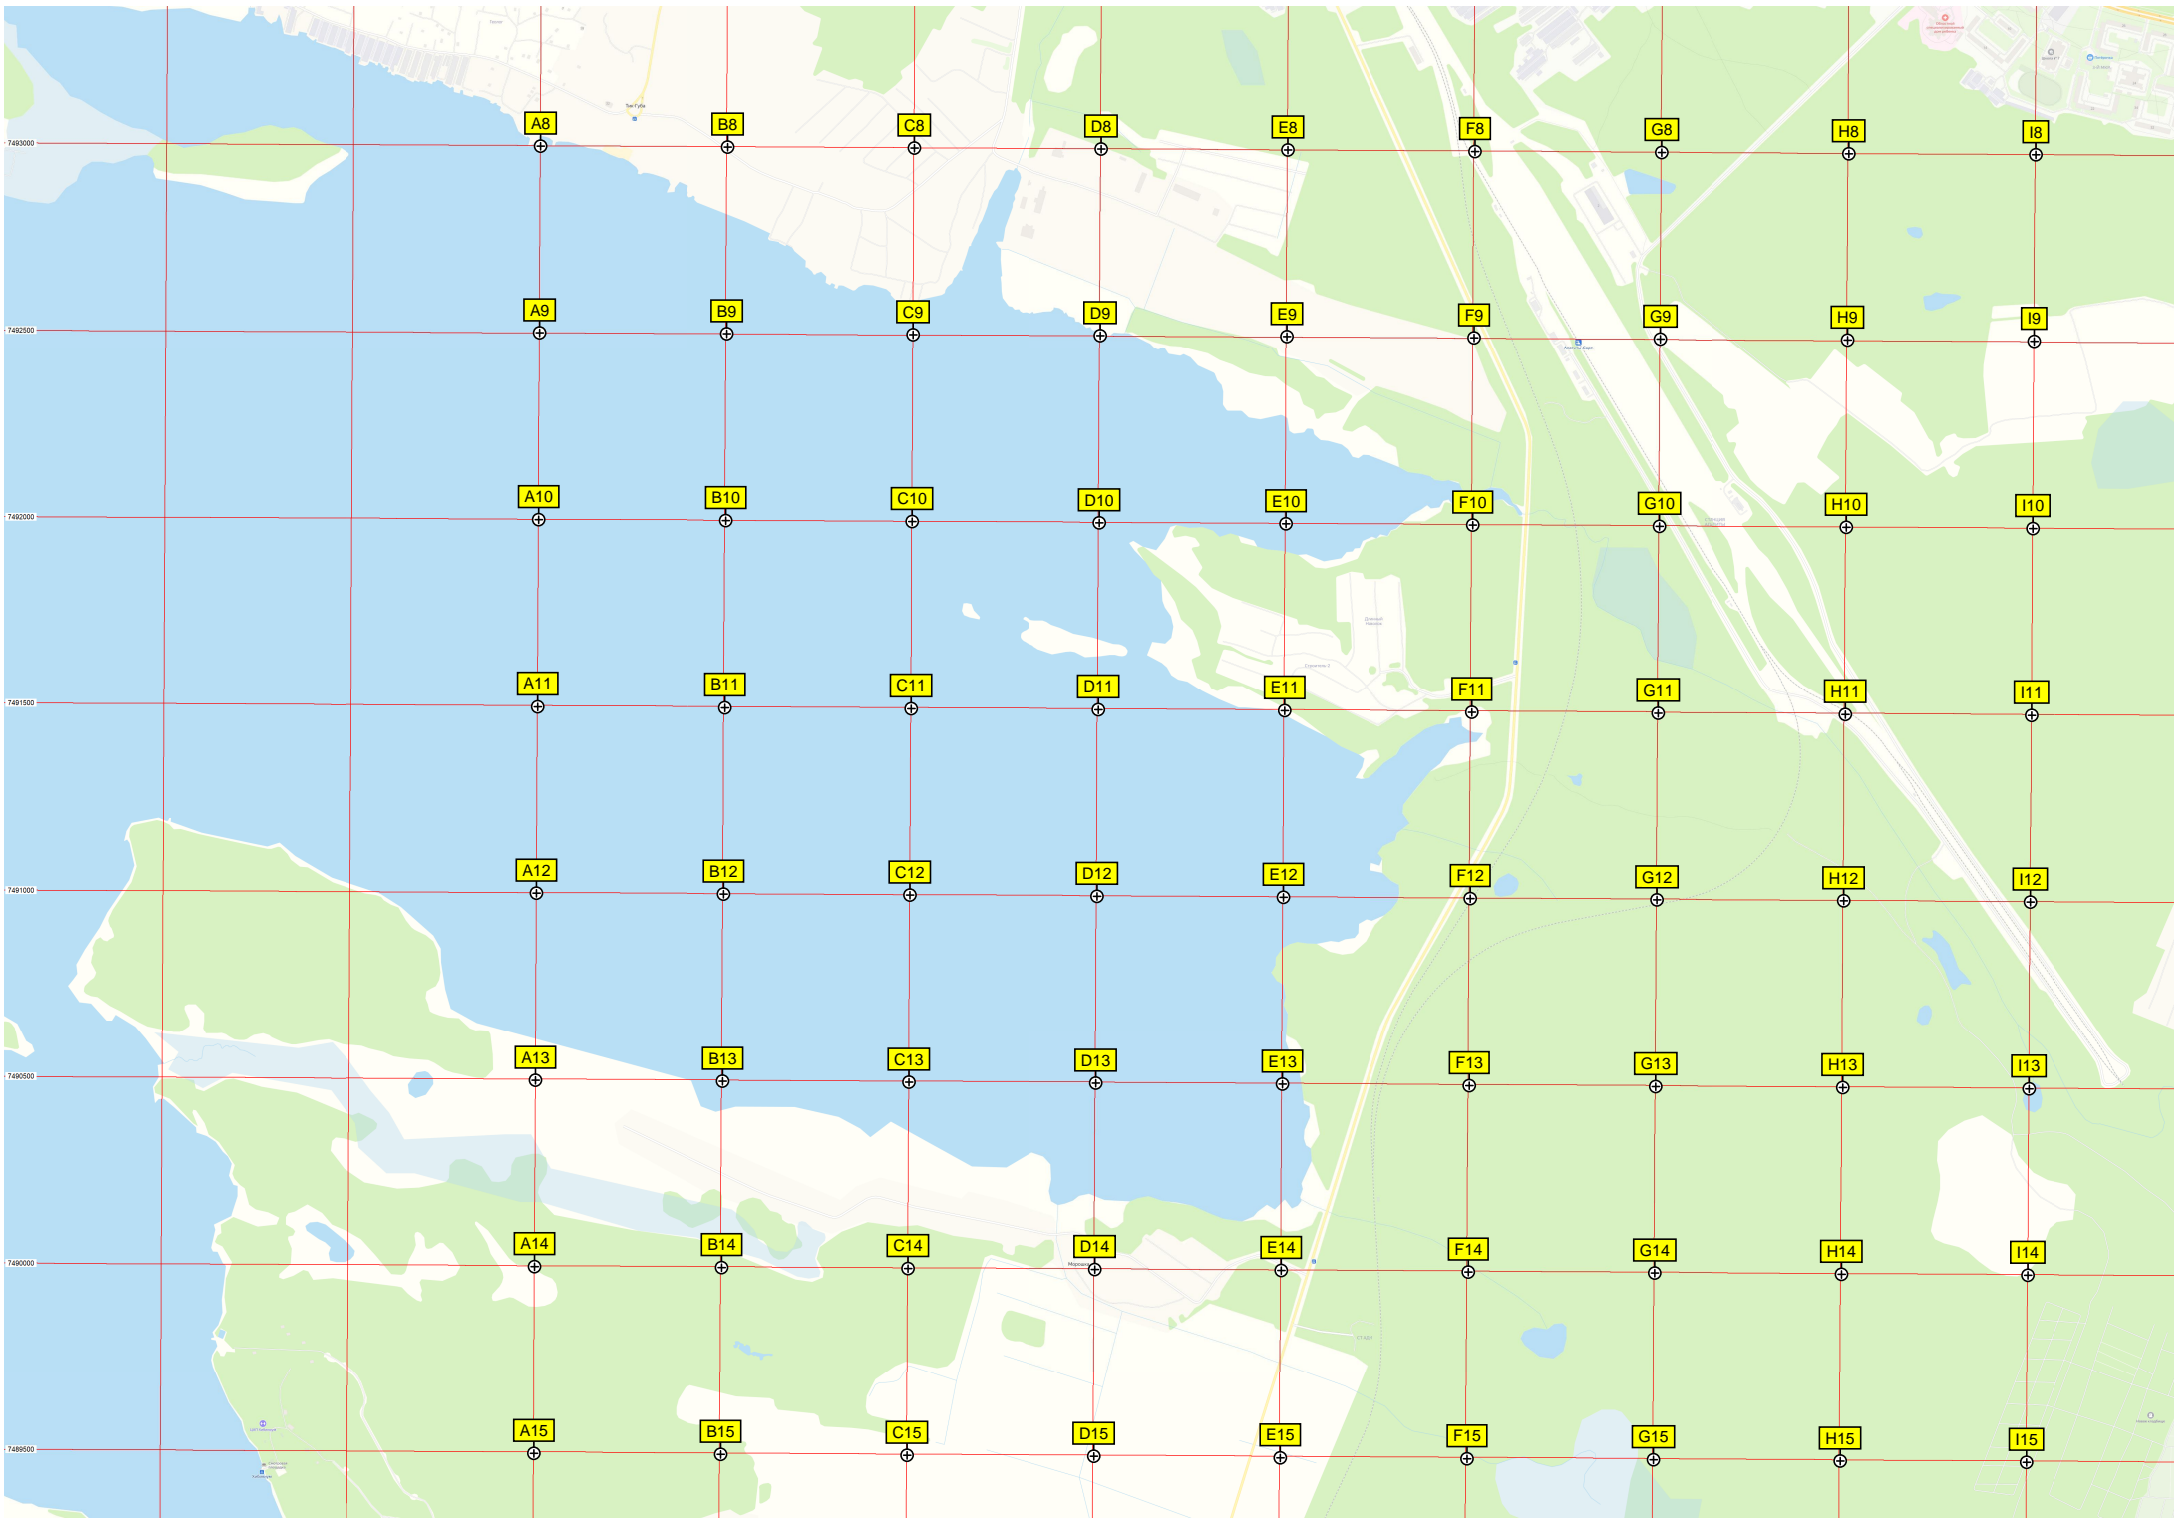 Тик-Губа
A8 B8 C8 D8 E8 F8 G8 H8 I8
7493000
A9 B9 C9 D9 E9 F9 G9 H9 I9
7492500
A10 B10 C10 D10 E10 F10 G10 H10 I10
7492000
A11 B11 C11 D11 E11 F11 G11 H11 I11
7491500
A12 B12 C12 D12 E12 F12 G12 H12 I12
7491000
A13 B13 C13 D13 E13 F13 G13 H13 I13
7490500
A14 B14 C14 D14 E14 F14 G14 H14 I14
7490000
A15 B15 C15 D15 E15 F15 G15 H15 I15
7489500